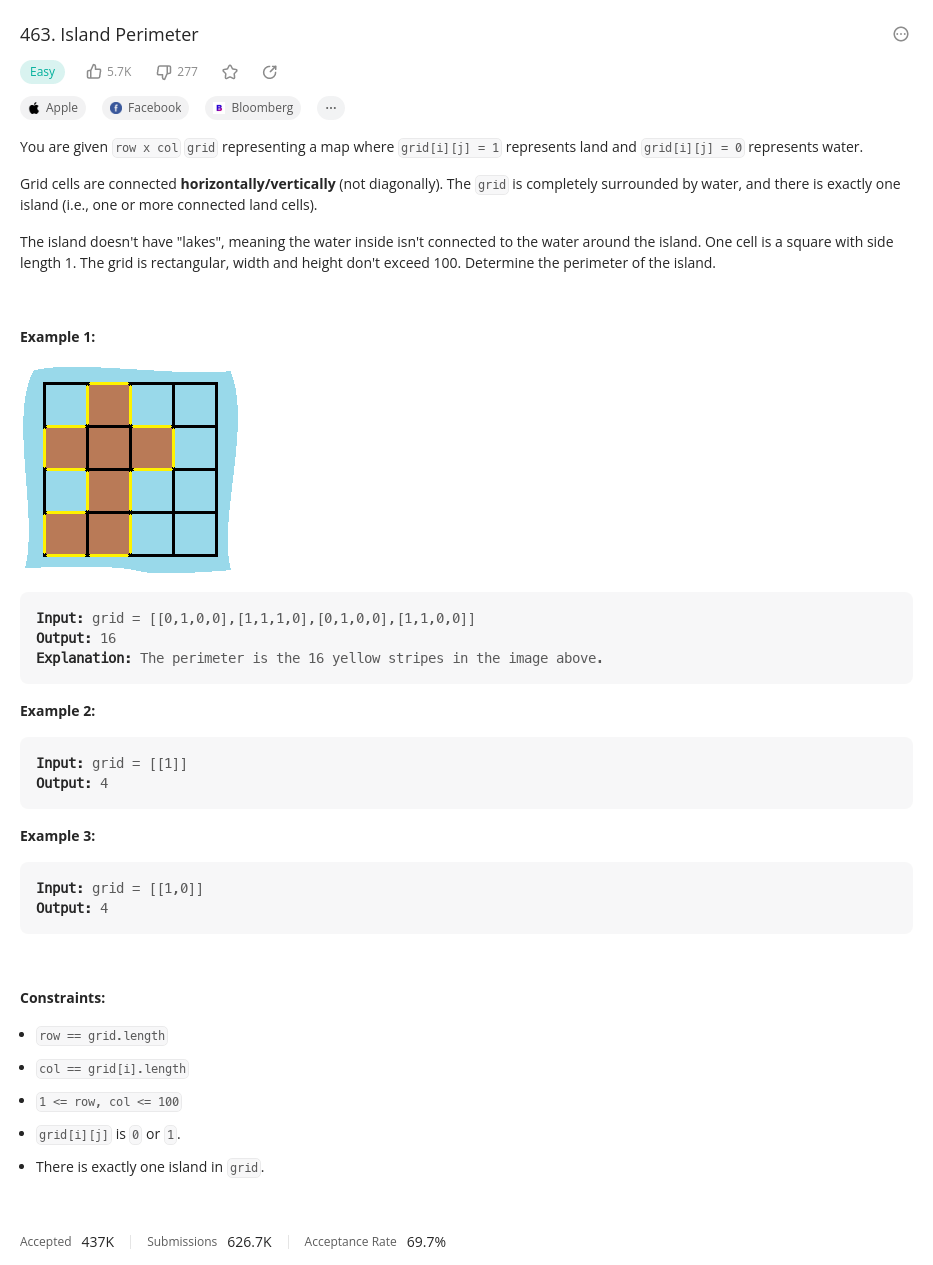 463. Island Perimeter
Easy 5.7K 277
Apple Facebook B Bloomberg ...
You are given row x col grid representing a map where grid[i][j] = 1 represents land and grid[i][j] = 0 represents water.
Grid cells are connected horizontally/vertically (not diagonally). The grid is completely surrounded by water, and there is exactly one
island (i.e., one or more connected land cells).
The island doesn't have "lakes", meaning the water inside isn't connected to the water around the island. One cell is a square with side
length 1. The grid is rectangular, width and height don't exceed 100. Determine the perimeter of the island.
Example 1:
Input: grid = [[0,1,0,0],[1,1,1,0],[0,1,0,0],[1,1,0,0]]
Output: 16
Explanation: The perimeter is the 16 yellow stripes in the image above.
Example 2:
Input: grid = [[1]]
Output: 4
Example 3:
Input: grid = [[1,0]]
Output: 4
Constraints:
• row == grid.length
• col == grid[i].length
• 1 <= row, col <= 100
• grid[i][j] is 0 or 1.
• There is exactly one island in grid.
Accepted 437K Submissions 626.7K Acceptance Rate 69.7%